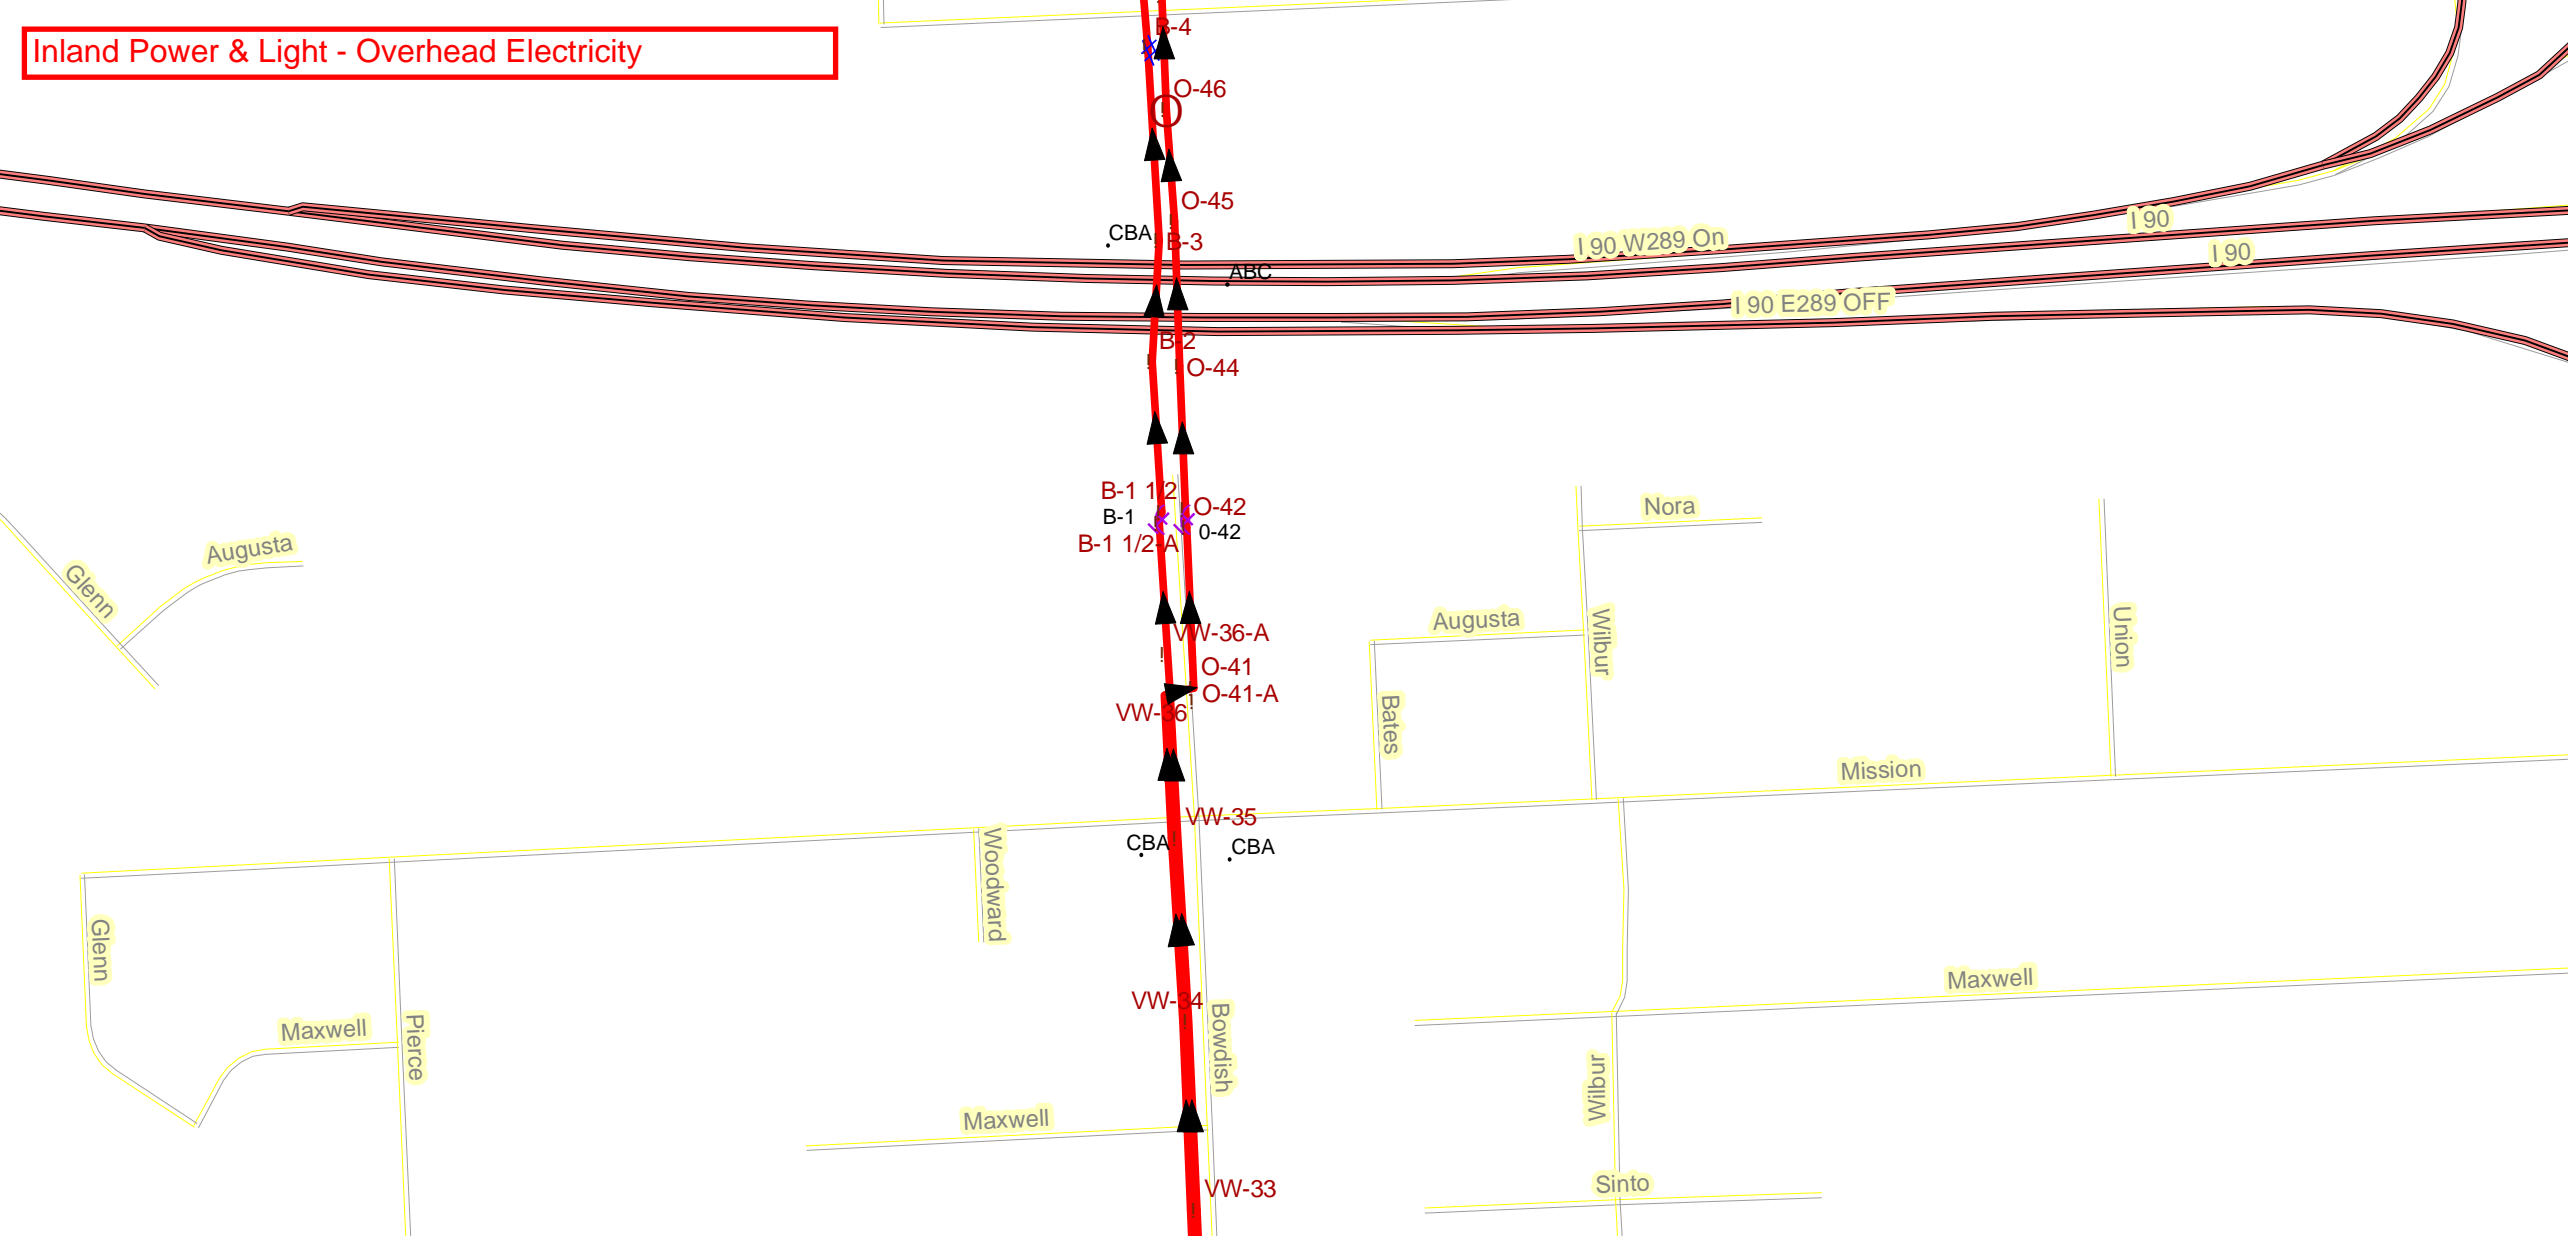 B-4
Inland Power & Light - Overhead Electricity
O-46
O
O-45
CBA
B-3
I 90 W289 On
I 90
I 90
ABC
I 90 E289 OFF
B-2
O-44
B-1 1/2
O-42
Nora
B-1
0-42
B-1 1/2-A
Augusta
Glenn
Augusta
VW-36-A
Wilbur
Union
O-41
O-41-A
VW-36
Bates
Mission
VW-35
CBA
CBA
Woodward
Glenn
Maxwell
VW-34
Maxwell
Pierce
Bowdish
Wilbur
Maxwell
VW-33
Sinto